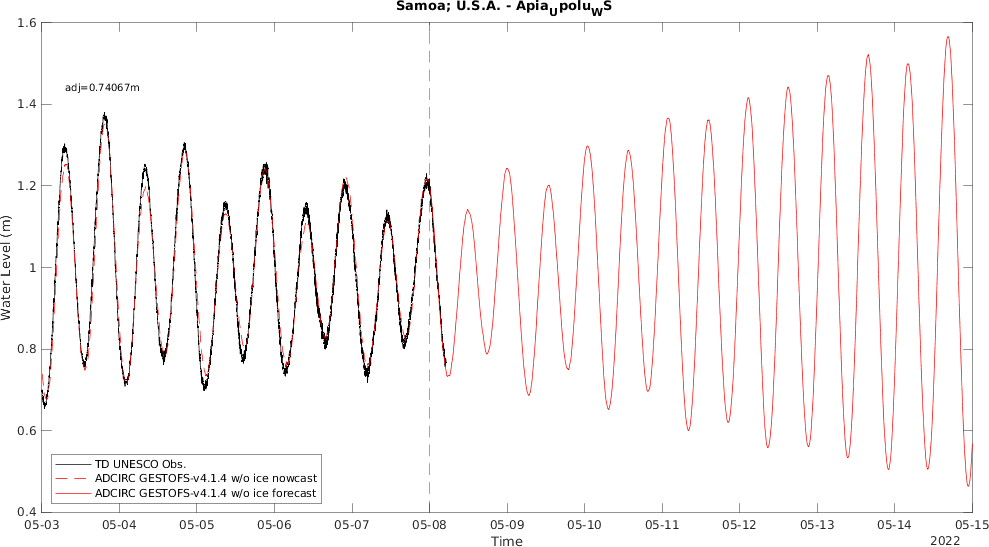 Samoa; U.S.A. - ApiaUpoluWS
1.6
1.4
1.2
1
0.8
0.6
0.4
Water Level (m)
adj=0.74067m
TD UNESCO Obs.
ADCIRC GESTOFS-v4.1.4 w/o ice nowcast
ADCIRC GESTOFS-v4.1.4 w/o ice forecast
05-03 05-04 05-05 05-06 05-07 05-08 05-09 05-10 05-11 05-12 05-13 05-14 05-15
Time
2022